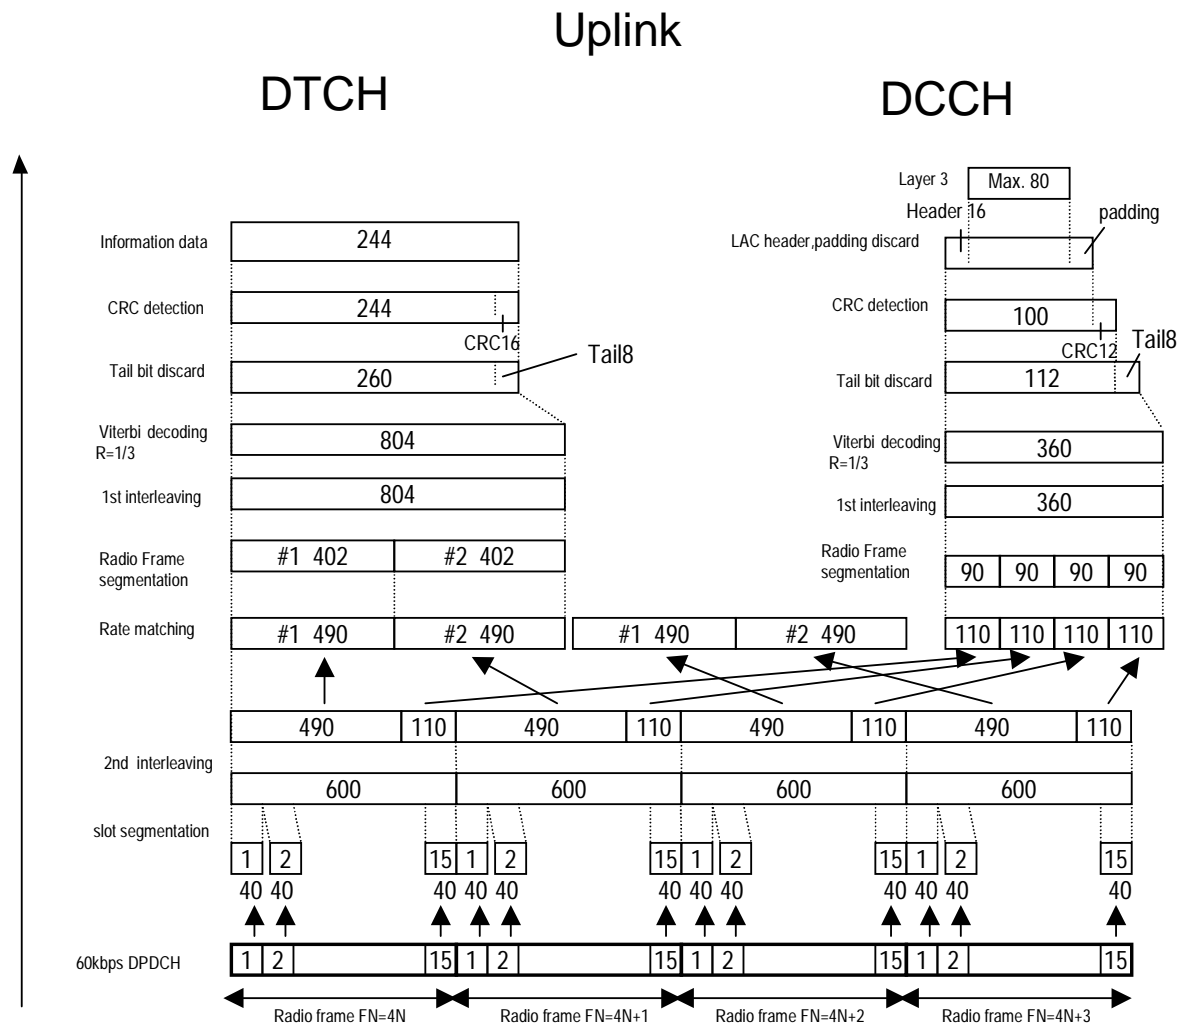 Uplink
DTCH
DCCH
Layer 3
Max. 80
Header 16
padding
Information data
244
LAC header,padding discard
CRC detection
244
CRC16
CRC detection
100
CRC12
Tail8
Tail bit discard
260
Tail8
Tail bit discard
112
Viterbi decoding
R=1/3
804
Viterbi decoding
R=1/3
360
1st interleaving
804
1st interleaving
360
Radio Frame
segmentation
#1 402
#2 402
Radio Frame
segmentation
90 90 90 90
Rate matching
#1 490
#2 490
#1 490
#2 490
110 110 110 110
490 110 490 110 490 110 490 110
2nd interleaving
600 600 600 600
slot segmentation
1 2 15 1 2 15 1 2 15 1 2 15
40 40 40 40 40 40 40 40 40 40 40 40
60kbps DPDCH
1 2 15 1 2 15 1 2 15 1 2 15
Radio frame FN=4N
Radio frame FN=4N+1
Radio frame FN=4N+2
Radio frame FN=4N+3